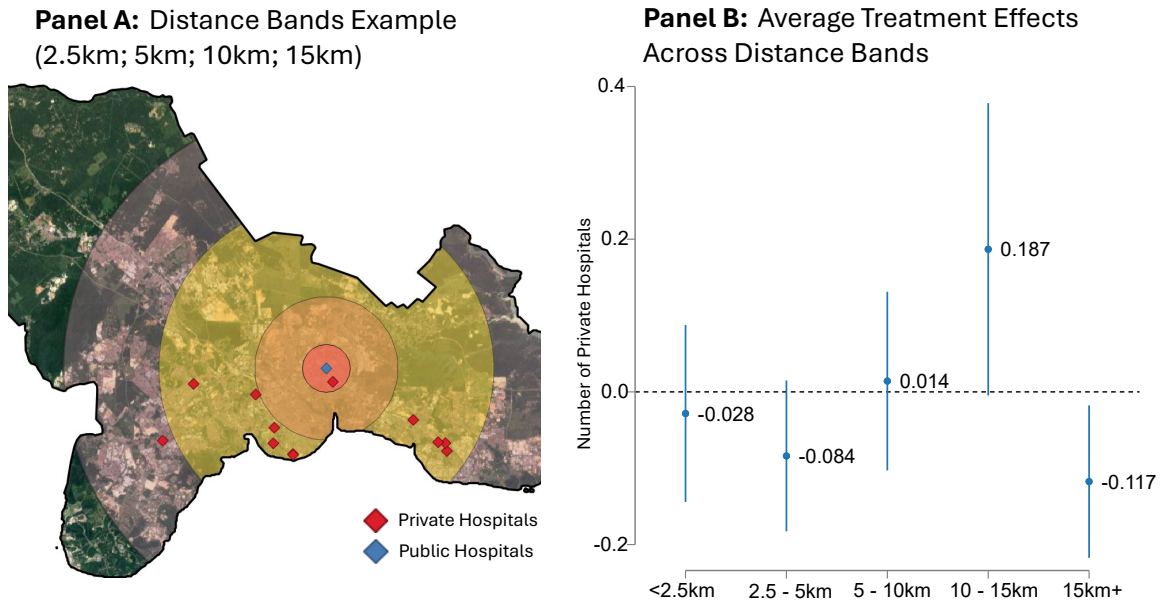 Panel A: Distance Bands Example
(2.5km; 5km; 10km; 15km)
Private Hospitals
Public Hospitals
Panel B: Average Treatment Effects
Across Distance Bands
Number of Private Hospitals
0.4
0.2
0.0
-0.2
-0.028
-0.084
0.014
0.187
-0.117
<2.5km
2.5 - 5km
5 - 10km
10 - 15km
15km+